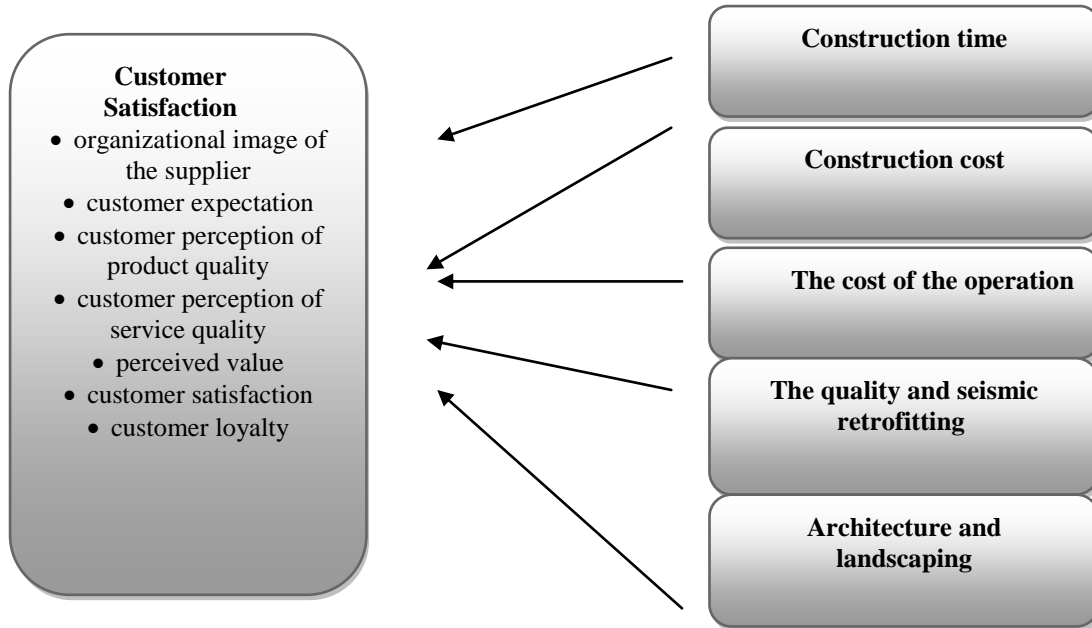 Customer
Satisfaction
• organizational image of
the supplier
• customer expectation
• customer perception of
product quality
• customer perception of
service quality
• perceived value
• customer satisfaction
• customer loyalty
Construction time
Construction cost
The cost of the operation
The quality and seismic
retrofitting
Architecture and
landscaping